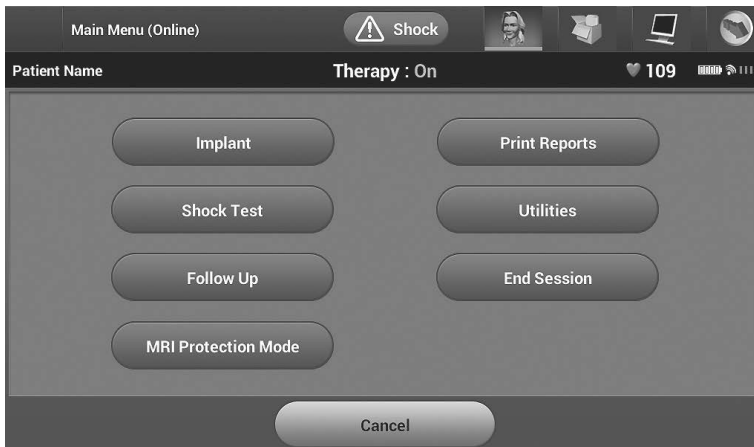 Main Menu (Online) Shock
Patient Name Therapy : On 109
Implant Print Reports
Shock Test Utilities
Follow Up End Session
MRI Protection Mode
Cancel